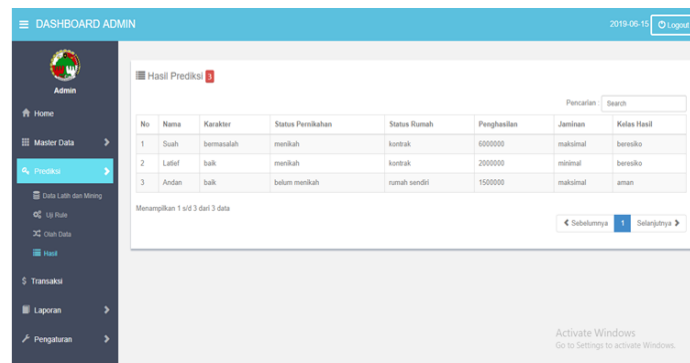 DASHBOARD ADMIN
2019-06-15 Logout
Admin
Home
Master Data
Prediksi
Data Latih dan Mining
Uji Rule
Olah Data
Hasil
$ Transaksi
Laporan
Pengaturan
Hasil Prediksi 3
Pencarian : Search
No Nama Karakter Status Pernikahan Status Rumah Penghasilan Jaminan Kelas Hasil
1 Suah bermasalah menikah kontrak 6000000 maksimal beresiko
2 Latief baik menikah kontrak 2000000 minimal beresiko
3 Andan baik belum menikah rumah sendiri 1500000 maksimal aman
Menampilkan 1 s/d 3 dari 3 data
Sebelumnya 1 Selanjutnya
Activate Windows
Go to Settings to activate Windows.